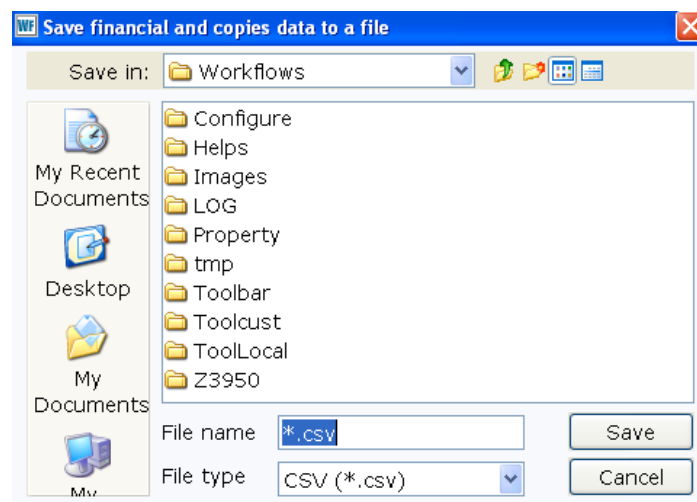 WF Save financial and copies data to a file
Save in: Workflows
My Recent
Documents
Desktop
My
Documents
My
Configure
Helps
Images
LOG
Property
tmp
Toolbar
Toolcust
ToolLocal
Z3950
File name *.csv Save
File type CSV (*.csv) Cancel